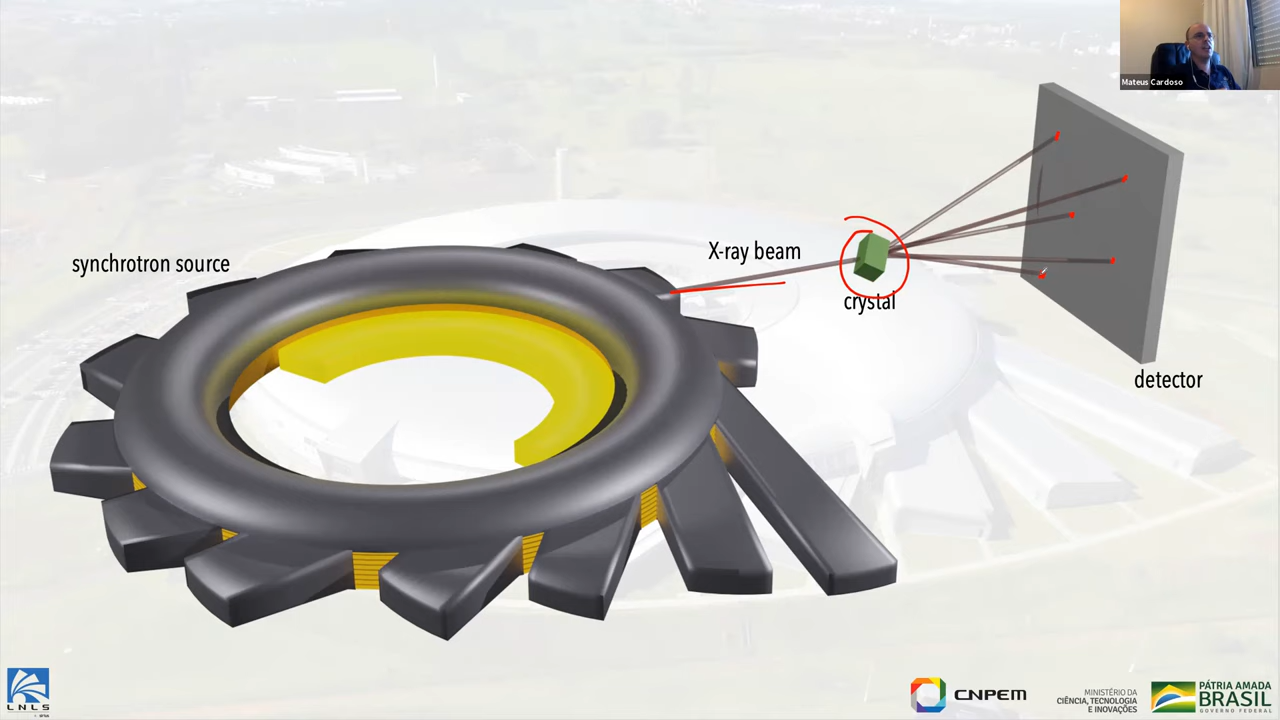 Mateus Cardoso
synchrotron source
X-ray beam
crystal
detector
LNLS
CNPEM
MINISTÉRIO DA
CIÊNCIA, TECNOLOGIA
E INOVAÇÕES
PÁTRIA AMADA
BRASIL
GOVERNO FEDERAL